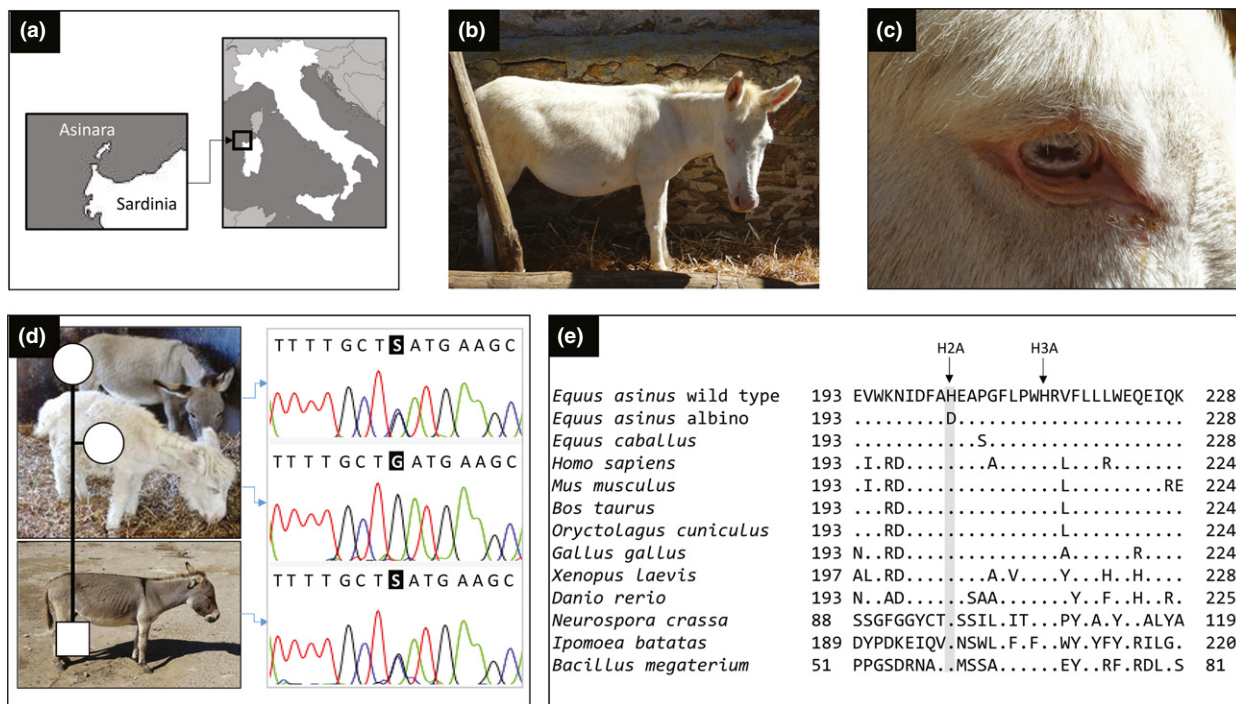 (a)
Asinara
Sardinia
(b)
(c)
(d)
T T T T G C T S A T G A A G C
T T T T G C T G A T G A A G C
T T T T G C T S A T G A A G C
(e)
H2A H3A
Equus asinus wild type 193 EVWKNIDFAHEAPGFLPWHRVFLLLWEQEIQK 228
Equus asinus albino 193 .........D...................... 228
Equus caballus 193 ............S................... 228
Homo sapiens 193 .I.RD........A......L...R....... 224
Mus musculus 193 .I.RD...............L.........RE 224
Bos taurus 193 ...RD...............L........... 224
Oryctolagus cuniculus 193 ...RD...............L........... 224
Gallus gallus 193 N..RD...............A......R.... 224
Xenopus laevis 197 AL.RD........A.V....Y...H..H.... 228
Danio rerio 193 N..AD......SAA.......Y..F..H..R. 225
Neurospora crassa 88 SSGFGGYCT.SSIL.IT...PY.A.Y..ALYA 119
Ipomoea batatas 189 DYPDKEIQV.NSWL.F.F..WY.YFY.RILG. 220
Bacillus megaterium 51 PPGSDRNA..MSSA......EY..RF.RDL.S 81